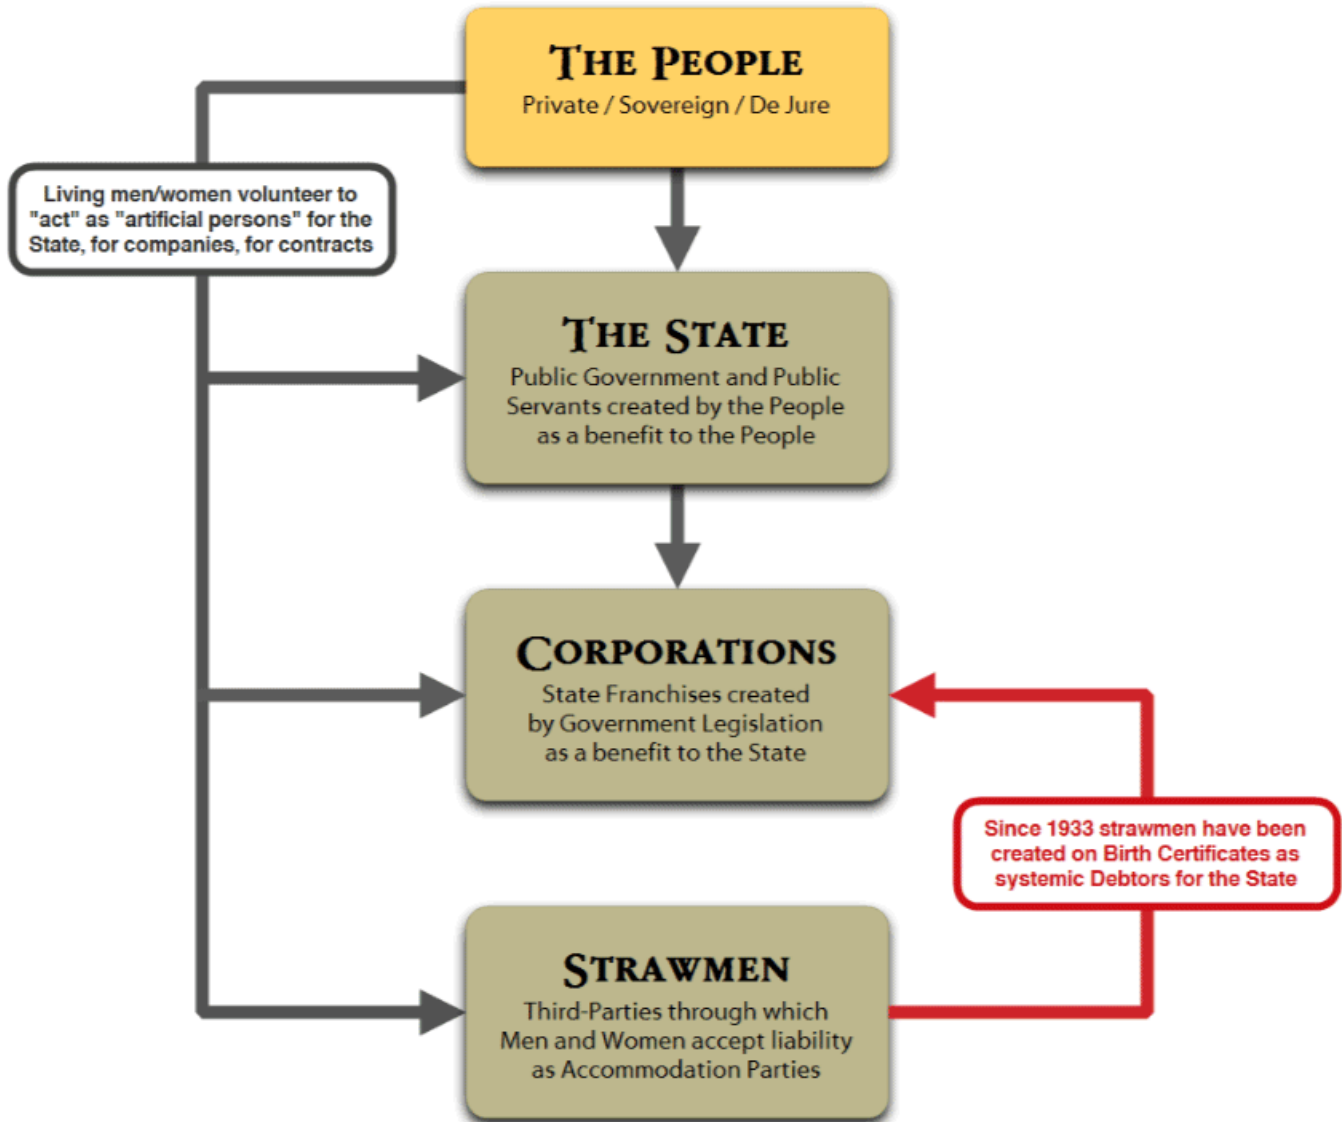 THE PEOPLE
Private / Sovereign / De Jure
Living men/women volunteer to
"act" as "artificial persons" for the
State, for companies, for contracts
THE STATE
Public Government and Public
Servants created by the People
as a benefit to the People
CORPORATIONS
State Franchises created
by Government Legislation
as a benefit to the State
Since 1933 strawmen have been
created on Birth Certificates as
systemic Debtors for the State
STRAWMEN
Third-Parties through which
Men and Women accept liability
as Accommodation Parties